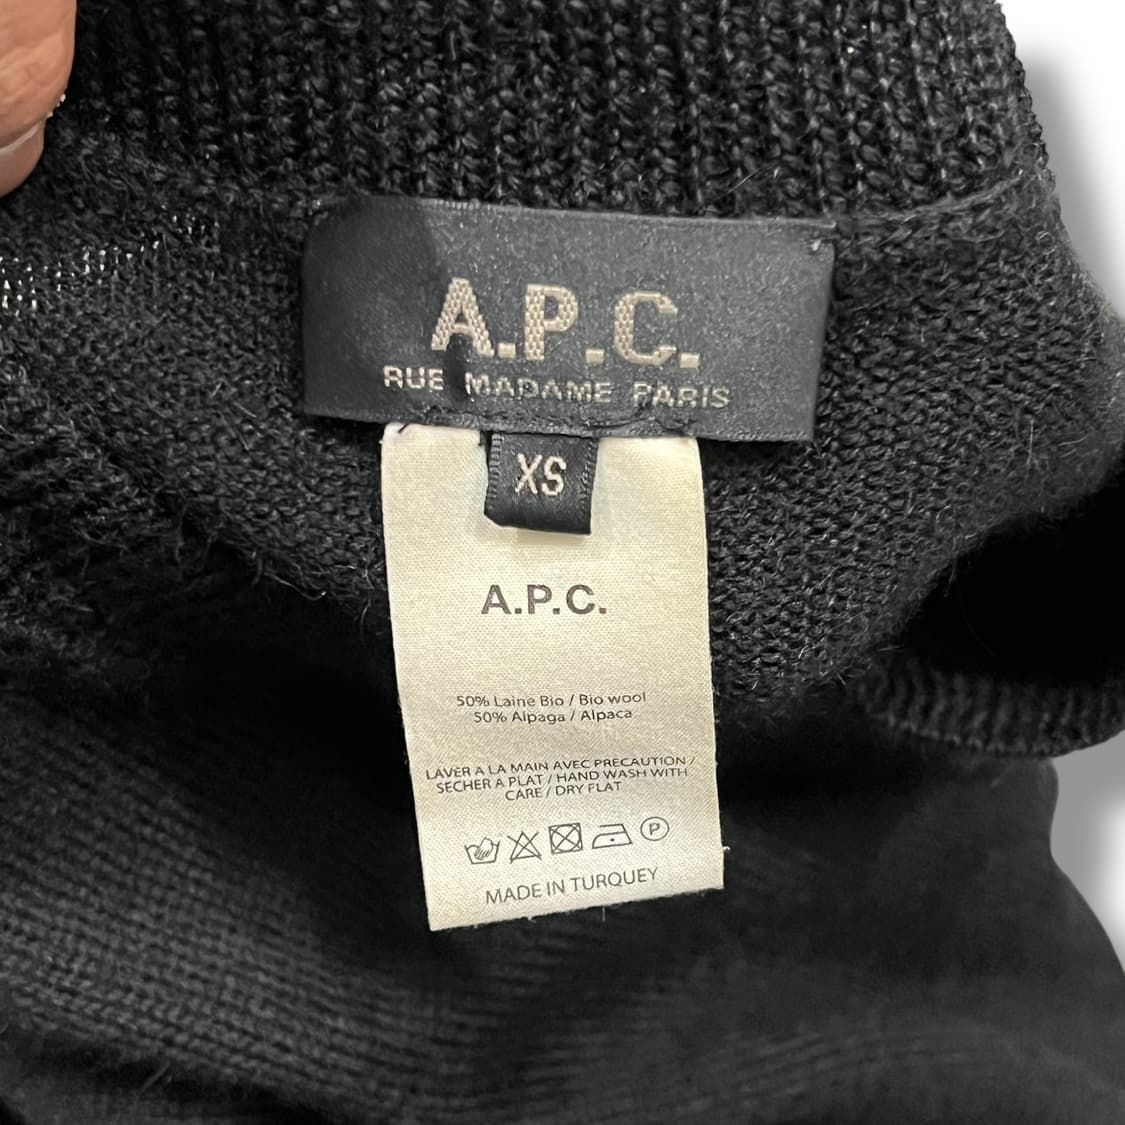 A.P.C.
RUE MADAME PARIS
XS
A.P.C.
50% Laine Bio / Bio wool
50% Alpaga / Alpaca
LAVER A LA MAIN AVEC PRECAUTION /
SECHER A PLAT / HAND WASH WITH
CARE / DRY FLAT
P
MADE IN TURQUEY